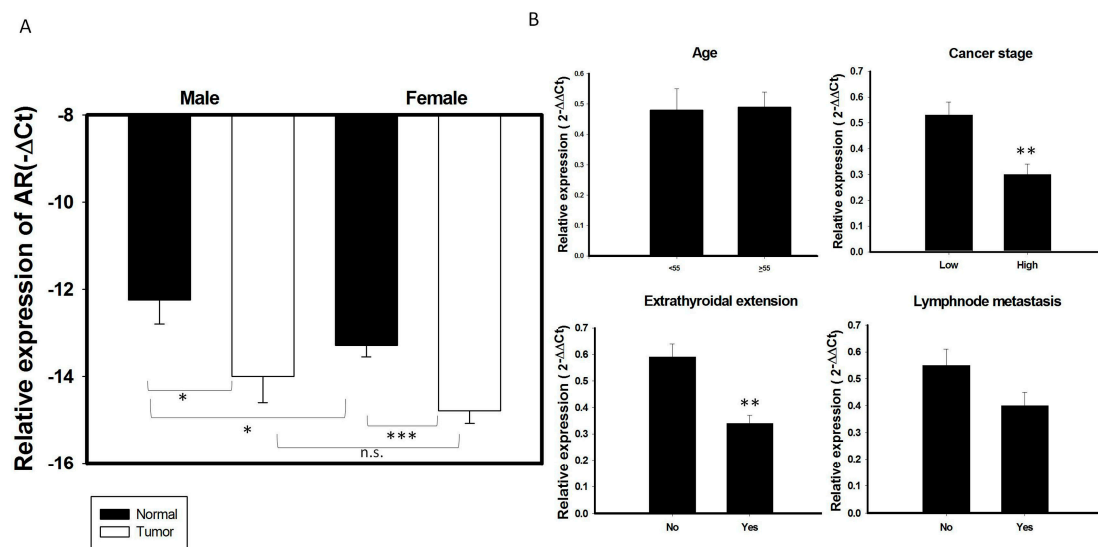 A
Relative expression of AR(-ΔCt)
Male
Female
-8
-10
-12
-14
-16
*
*
***
n.s.
Normal
Tumor
B
Age
Relative expression ( 2-ΔΔCt)
0.6
0.5
0.4
0.3
0.2
0.1
0.0
<55
≥55
Cancer stage
Relative expression ( 2-ΔΔCt)
0.7
0.6
0.5
0.4
0.3
0.2
0.1
0.0
**
Low
High
Extrathyroidal extension
Relative expression ( 2-ΔΔCt)
0.7
0.6
0.5
0.4
0.3
0.2
0.1
0.0
**
No
Yes
Lymphnode metastasis
Relative expression ( 2-ΔΔCt)
0.7
0.6
0.5
0.4
0.3
0.2
0.1
0.0
No
Yes